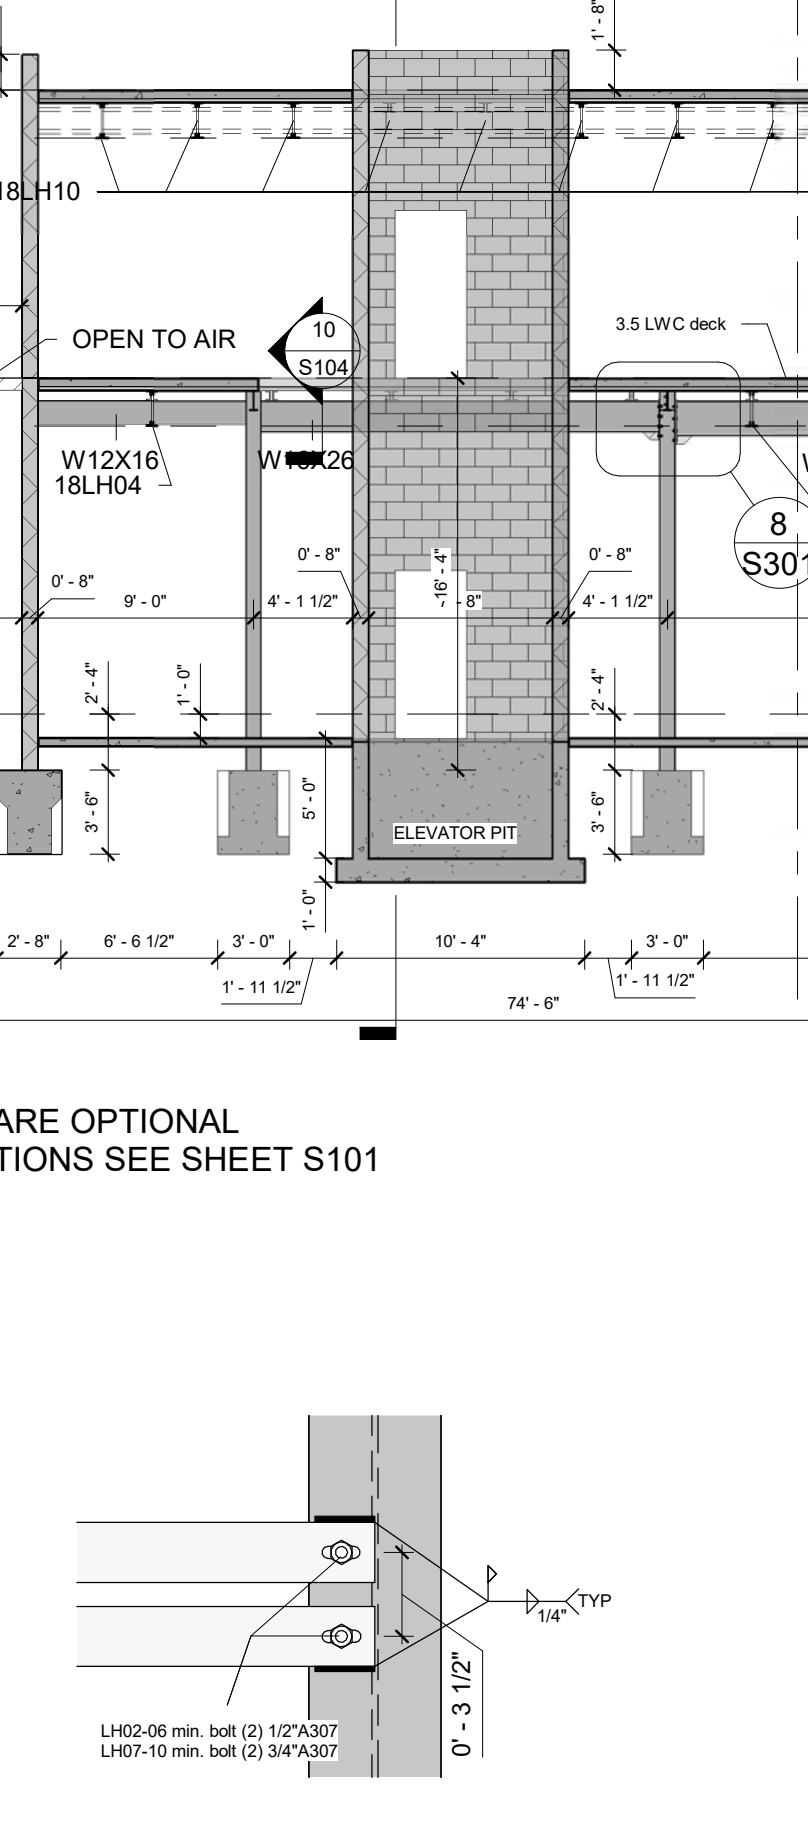 1' - 8"
18LH10
OPEN TO AIR
10
S104
3.5 LWC deck
W12X16
18LH04
8
S301
0' - 8"
0' - 8"
0' - 8"
16' - 4"
9' - 0"
4' - 1 1/2"
- 8"
4' - 1 1/2"
2' - 4"
1' - 0"
2' - 4"
3' - 6"
5' - 0"
ELEVATOR PIT
3' - 6"
1' - 0"
2' - 8"
6' - 6 1/2"
3' - 0"
10' - 4"
3' - 0"
1' - 11 1/2"
1' - 11 1/2"
74' - 6"
ARE OPTIONAL
TIONS SEE SHEET S101
1/4"
TYP
0' - 3 1/2"
LH02-06 min. bolt (2) 1/2"A307
LH07-10 min. bolt (2) 3/4"A307